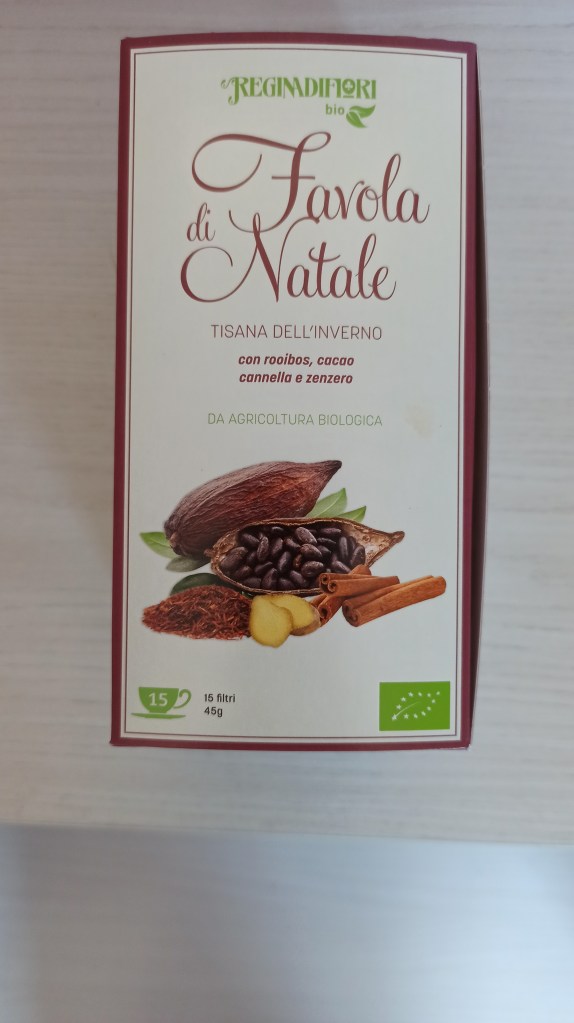 REGINADIFIORI
bio
Favola
di
Natale
TISANA DELL'INVERNO
con rooibos, cacao
cannella e zenzero
DA AGRICOLTURA BIOLOGICA
15
15 filtri
45g